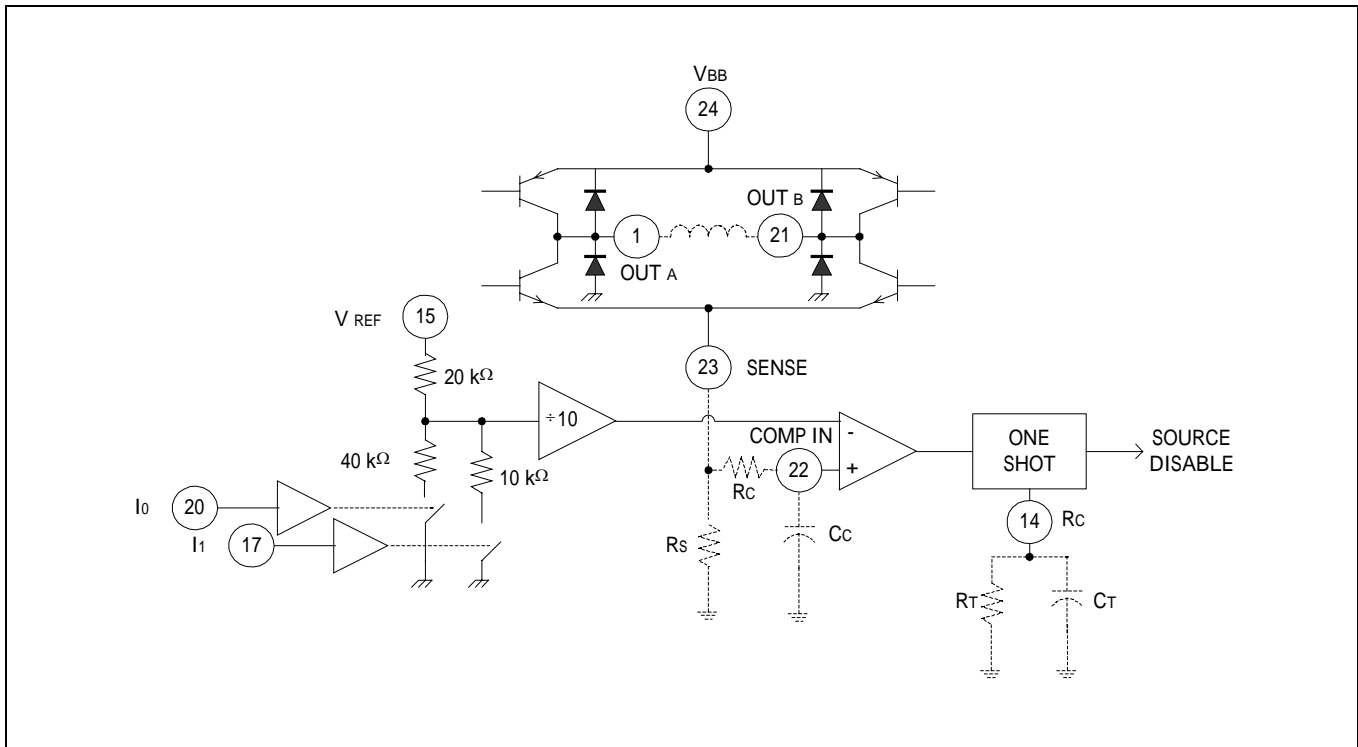 VBB
24
OUT B
1
21
OUT A
V REF
15
20 kΩ
23
SENSE
÷10
COMP IN
-
ONE
SHOT
SOURCE
DISABLE
40 kΩ
10 kΩ
22
+
RC
I0
20
I1
17
14
RC
RS
CC
RT
CT